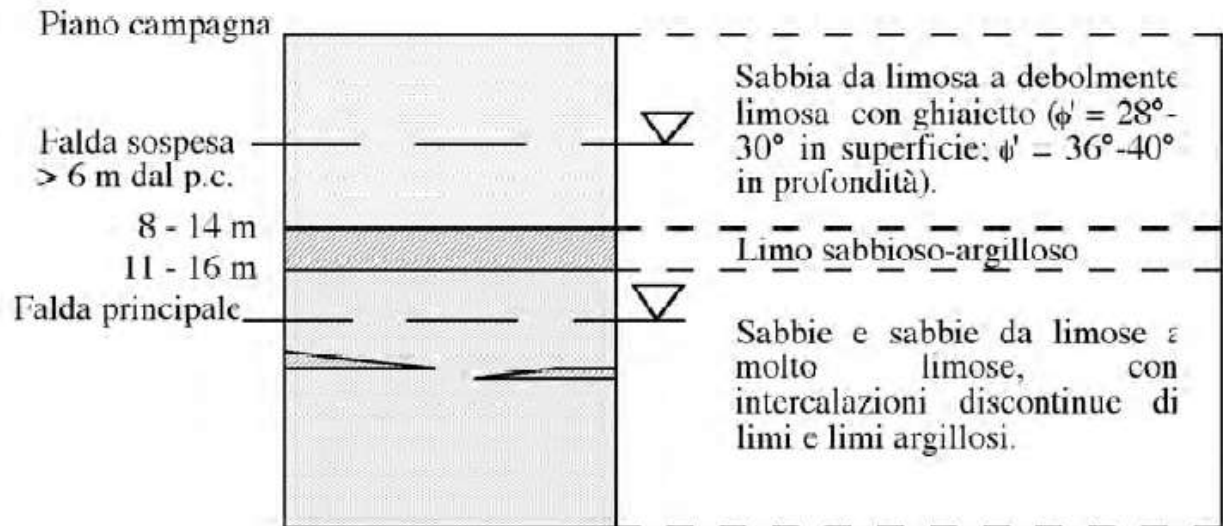 Piano campagna
Falda sospesa
> 6 m dal p.c.
8 - 14 m
11 - 16 m
Falda principale
Sabbia da limosa a debolmente
limosa con ghiaietto (ϕ' = 28°-
30° in superficie; ϕ' = 36°-40°
in profondità).
Limo sabbioso-argilloso
Sabbie e sabbie da limose a
molto limose, con
intercalazioni discontinue di
limi e limi argillosi.